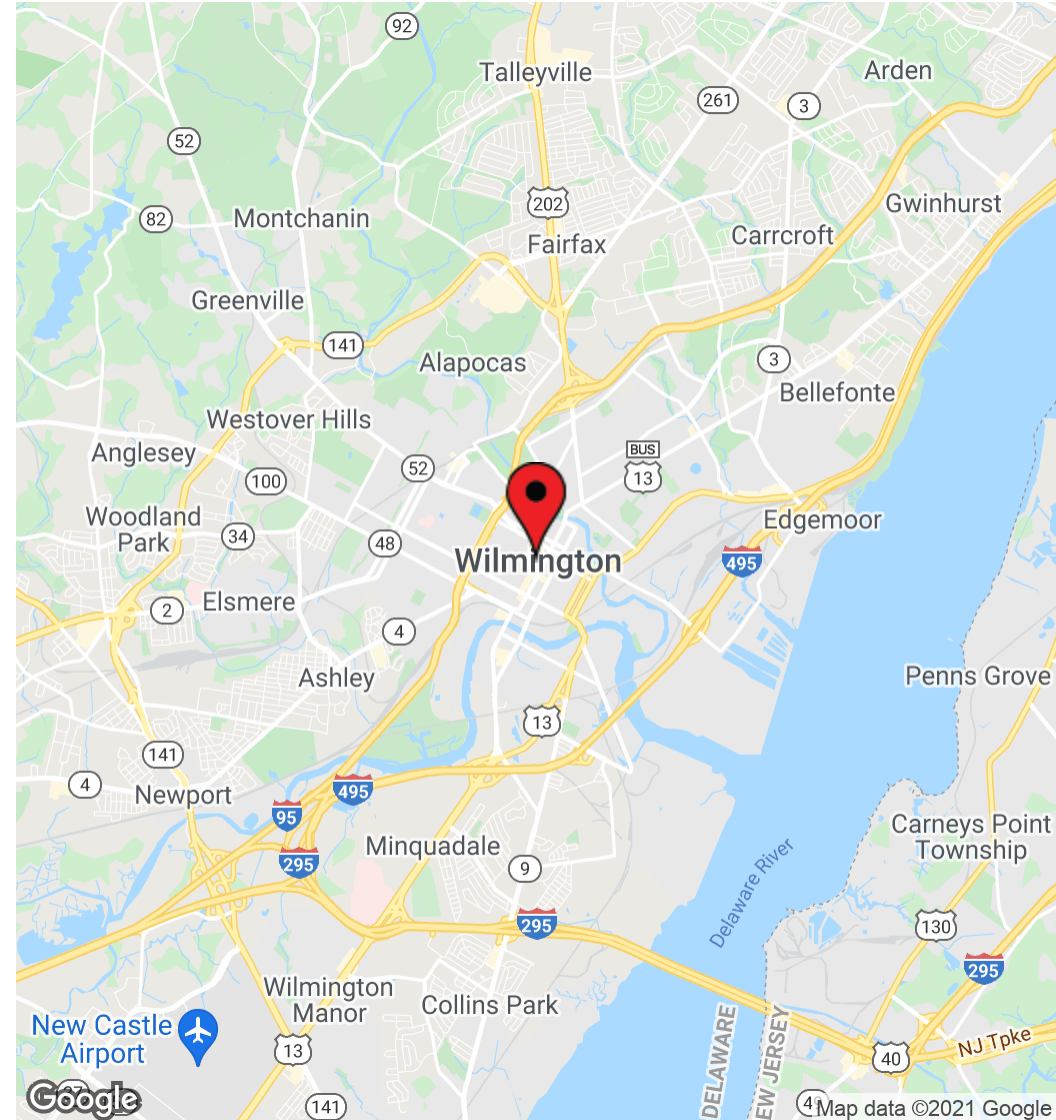 92
Talleyville
Arden
261
3
52
202
82
Montchanin
Gwinhurst
Carrcroft
Fairfax
Greenville
141
Alapocas
3
Bellefonte
Westover Hills
BUS
13
Anglesey
52
100
Woodland
Park
34
48
Edgemoor
Wilmington
495
Elsmere
2
4
Ashley
Penns Grove
13
141
4
Newport
495
95
Minquadale
295
9
Carneys Point
Township
Delaware River
295
130
295
Wilmington
Manor
Collins Park
New Castle
Airport
13
DELAWARE
NEW JERSEY
NJ Tpke
40
Google
141
Map data ©2021 Google